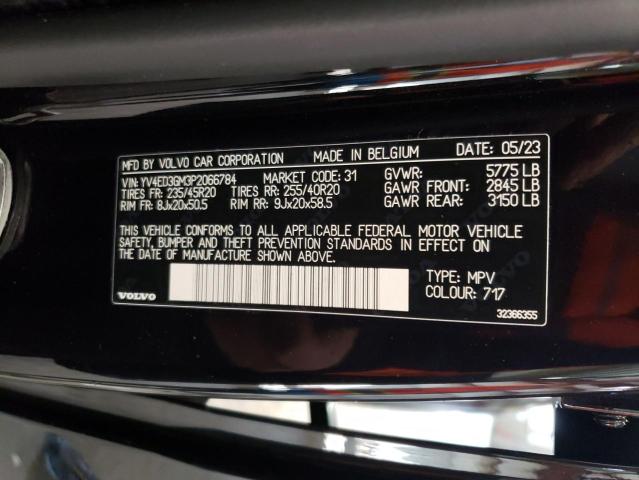 MFD BY VOLVO CAR CORPORATION MADE IN BELGIUM DATE: 05/23
VIN: YV4ED3GM3P2066784 MARKET CODE: 31 GVWR: 5775 LB
TIRES FR: 235/45R20 TIRES RR: 255/40R20 GAWR FRONT: 2845 LB
RIM FR: 8Jx20x50.5 RIM RR: 9Jx20x58.5 GAWR REAR: 3150 LB
THIS VEHICLE CONFORMS TO ALL APPLICABLE FEDERAL MOTOR VEHICLE
SAFETY, BUMPER AND THEFT PREVENTION STANDARDS IN EFFECT ON
THE DATE OF MANUFACTURE SHOWN ABOVE.
TYPE: MPV
COLOUR: 717
VOLVO
32366355